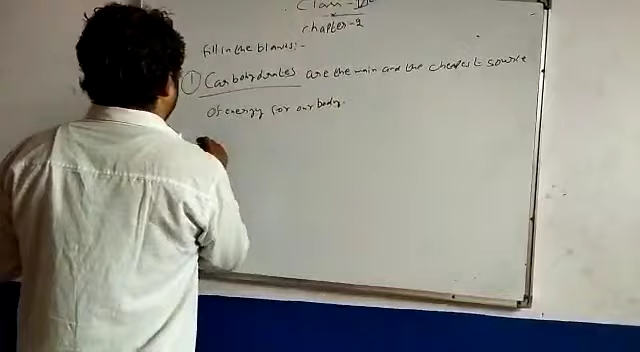 Class-
chapter-2
fill in the blanks:-
① Carbohydrates are the main and the cheapest source
of energy for our body.